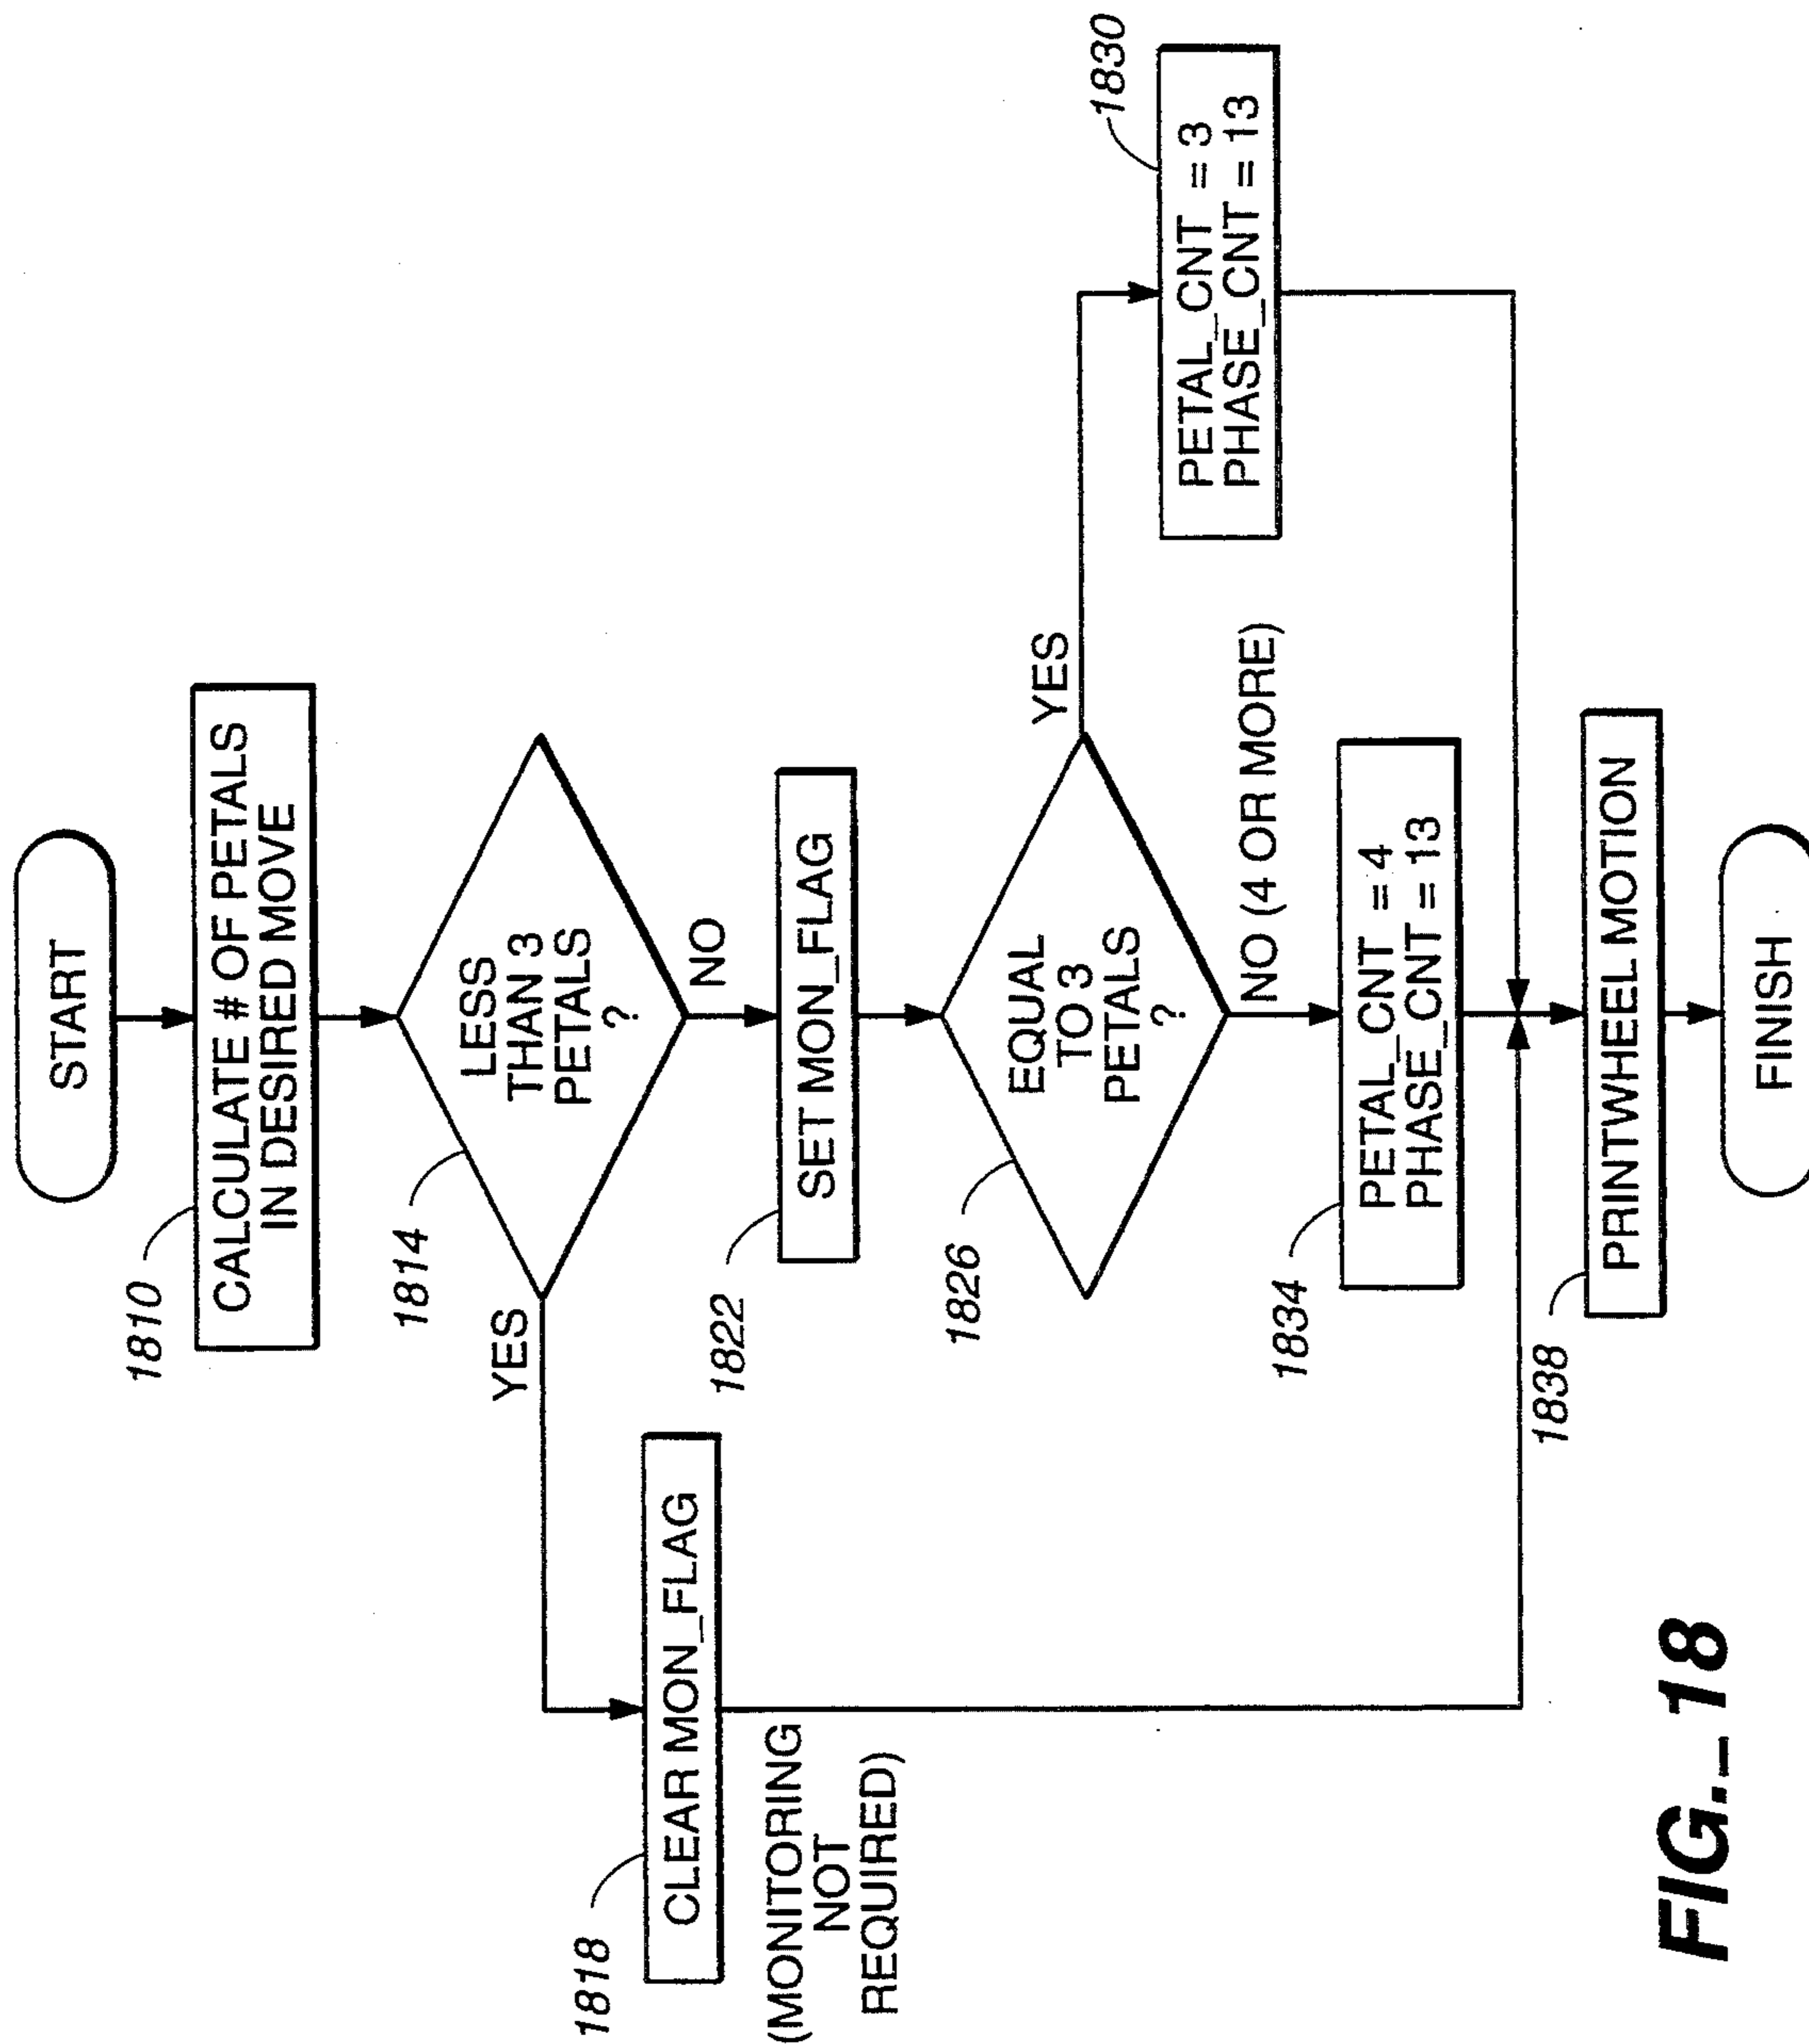 START
1810
CALCULATE # OF PETALS
IN DESIRED MOVE
1814
LESS
THAN 3
PETALS
?
YES
NO
1818
CLEAR MON_FLAG
(MONITORING
NOT
REQUIRED)
1822
SET MON_FLAG
1826
EQUAL
TO 3
PETALS
?
YES
NO (4 OR MORE)
1830
PETAL_CNT = 3
PHASE_CNT = 13
1834
PETAL_CNT = 4
PHASE_CNT = 13
1838
PRINTWHEEL MOTION
FINISH
FIG._18